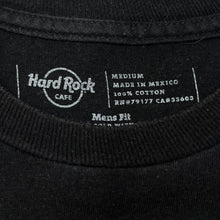 Hard Rock
CAFE
MEDIUM
MADE IN MEXICO
100% COTTON
RN#79177 CA#33603
Mens Fit